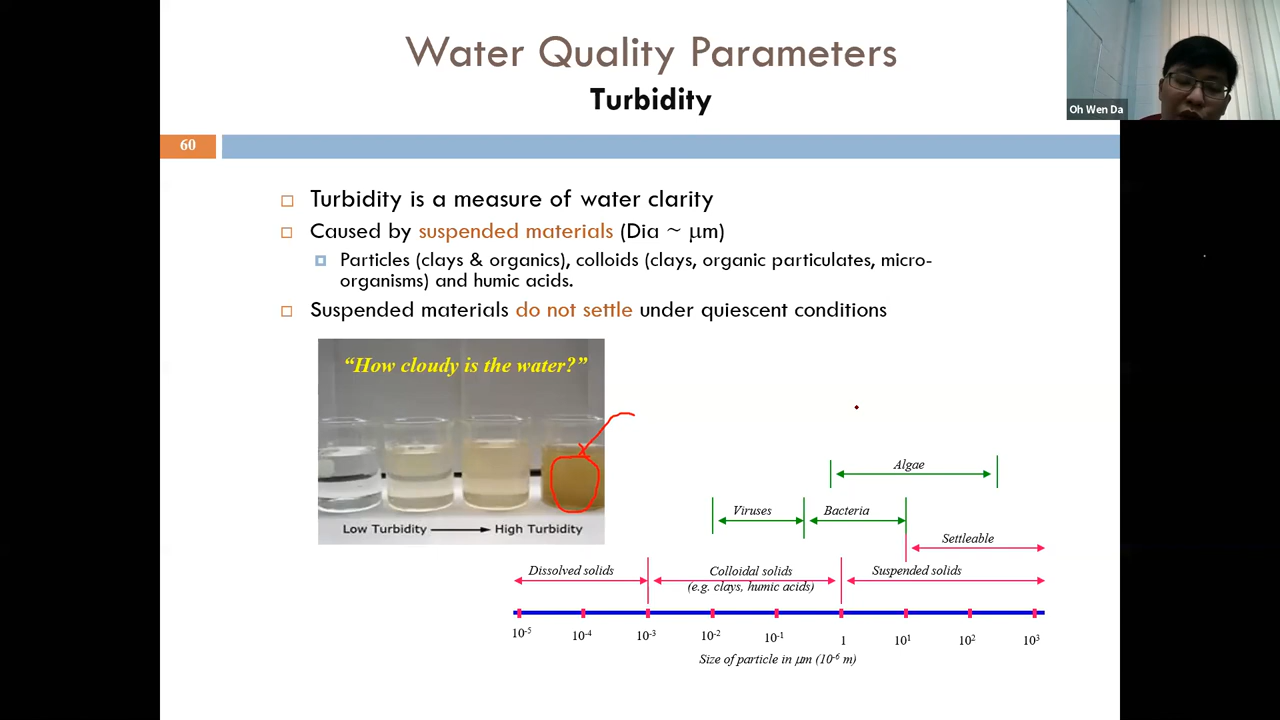 Water Quality Parameters
Turbidity
Oh Wen Da
60
Turbidity is a measure of water clarity
Caused by suspended materials (Dia ~ μm)
Particles (clays & organics), colloids (clays, organic particulates, micro-
organisms) and humic acids.
Suspended materials do not settle under quiescent conditions
“How cloudy is the water?”
Low Turbidity
High Turbidity
Algae
Viruses
Bacteria
Settleable
Dissolved solids
Colloidal solids
(e.g. clays, humic acids)
Suspended solids
10⁻⁵ 10⁻⁴ 10⁻³ 10⁻² 10⁻¹ 1 10¹ 10² 10³
Size of particle in μm (10⁻⁶ m)